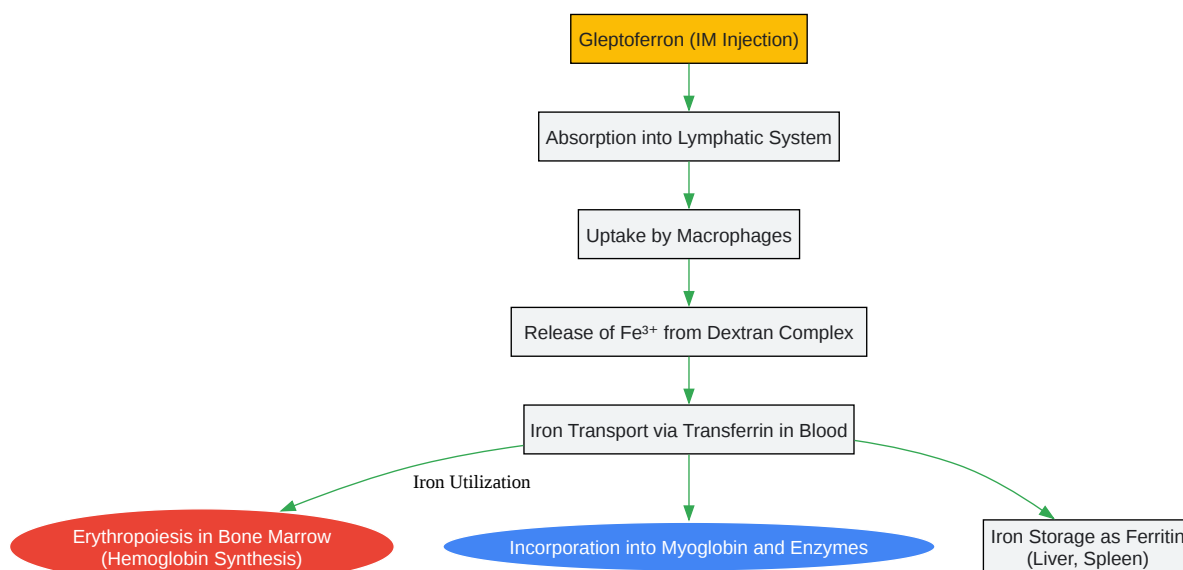 Gleptoferron (IM Injection)
Absorption into Lymphatic System
Uptake by Macrophages
Release of Fe³⁺ from Dextran Complex
Iron Transport via Transferrin in Blood
Iron Utilization
Erythropoiesis in Bone Marrow
(Hemoglobin Synthesis)
Incorporation into Myoglobin and Enzymes
Iron Storage as Ferritin
(Liver, Spleen)